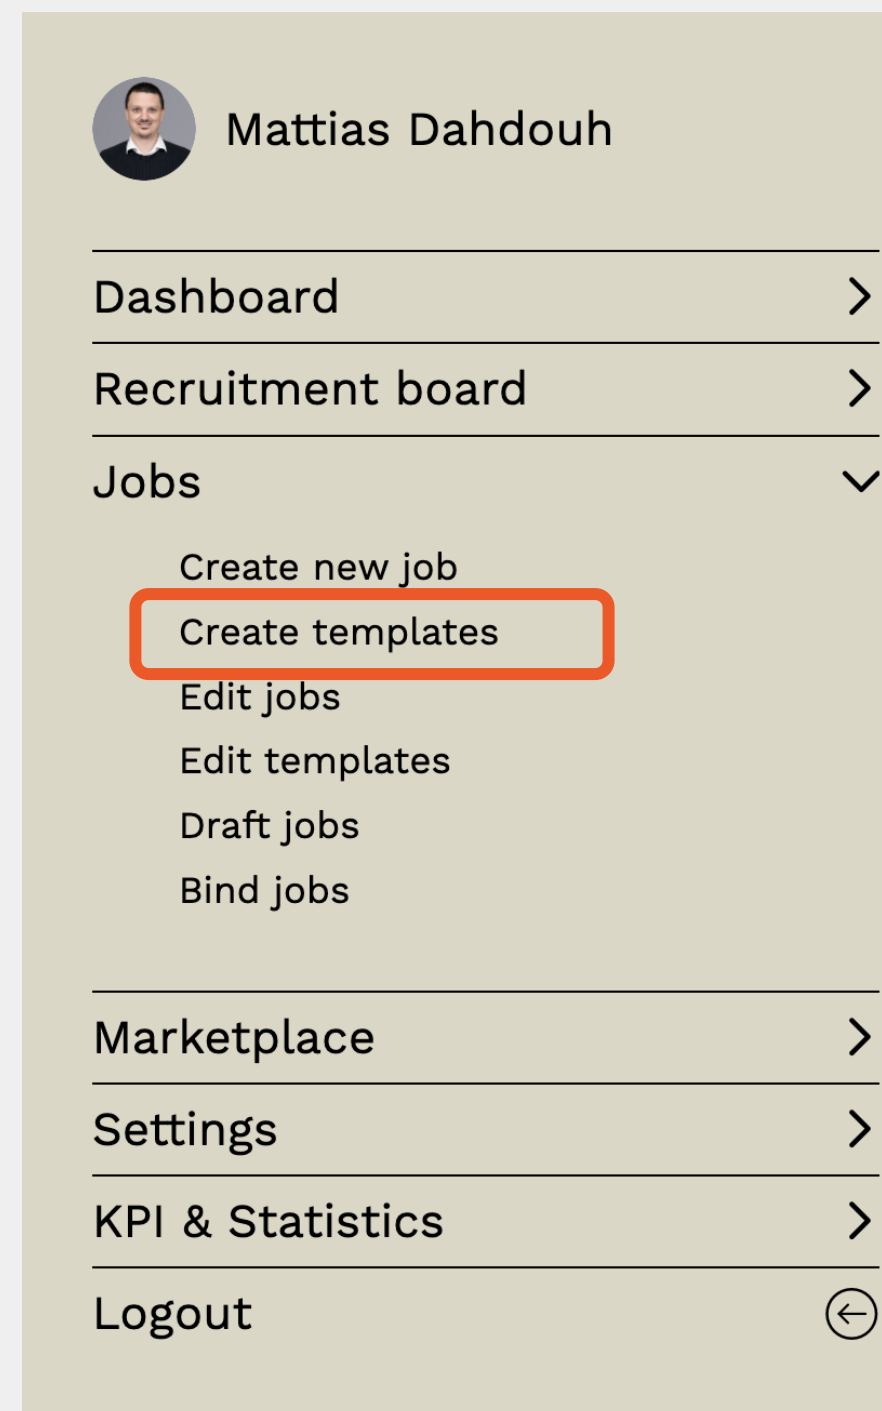 Mattias Dahdouh
Dashboard
Recruitment board
Jobs
Create new job
Create templates
Edit jobs
Edit templates
Draft jobs
Bind jobs
Marketplace
Settings
KPI & Statistics
Logout